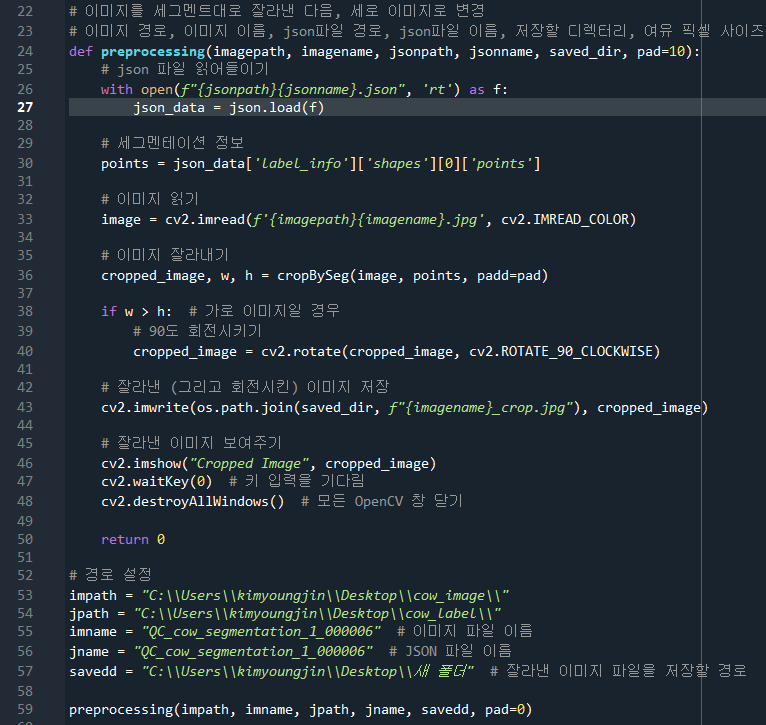 22 # 이미지를 세그멘트대로 잘라낸 다음, 세로 이미지로 변경
23 # 이미지 경로, 이미지 이름, json파일 경로, json파일 이름, 저장할 디렉터리, 여유 픽셀 사이즈
24 def preprocessing(imagepath, imagename, jsonpath, jsonname, saved_dir, pad=10):
25     # json 파일 읽어들이기
26     with open(f"{jsonpath}{jsonname}.json", 'rt') as f:
27         json_data = json.load(f)
28
29     # 세그멘테이션 정보
30     points = json_data['label_info']['shapes'][0]['points']
31
32     # 이미지 읽기
33     image = cv2.imread(f'{imagepath}{imagename}.jpg', cv2.IMREAD_COLOR)
34
35     # 이미지 잘라내기
36     cropped_image, w, h = cropBySeg(image, points, padd=pad)
37
38     if w > h:  # 가로 이미지일 경우
39         # 90도 회전시키기
40         cropped_image = cv2.rotate(cropped_image, cv2.ROTATE_90_CLOCKWISE)
41
42     # 잘라낸 (그리고 회전시킨) 이미지 저장
43     cv2.imwrite(os.path.join(saved_dir, f"{imagename}_crop.jpg"), cropped_image)
44
45     # 잘라낸 이미지 보여주기
46     cv2.imshow("Cropped Image", cropped_image)
47     cv2.waitKey(0)  # 키 입력을 기다림
48     cv2.destroyAllWindows()  # 모든 OpenCV 창 닫기
49
50     return 0
51
52 # 경로 설정
53 impath = "C:\\Users\\kimyoungjin\\Desktop\\cow_image\\"
54 jpath = "C:\\Users\\kimyoungjin\\Desktop\\cow_label\\"
55 imname = "QC_cow_segmentation_1_000006"  # 이미지 파일 이름
56 jname = "QC_cow_segmentation_1_000006"  # JSON 파일 이름
57 savedd = "C:\\Users\\kimyoungjin\\Desktop\\새 폴더"  # 잘라낸 이미지 파일을 저장할 경로
58
59 preprocessing(impath, imname, jpath, jname, savedd, pad=0)